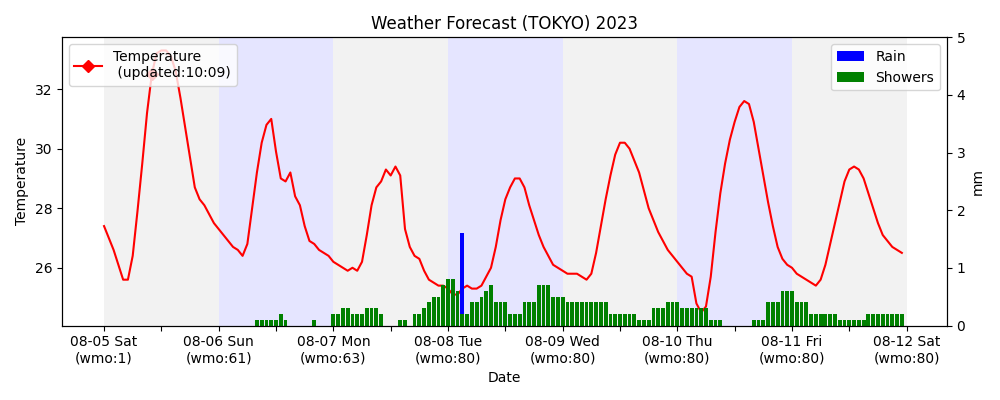 Weather Forecast (TOKYO) 2023
Temperature
(updated:10:09)
Rain
Showers
Temperature
32
30
28
26
5
4
3
2
1
0
mm
08-05 Sat
(wmo:1)
08-06 Sun
(wmo:61)
08-07 Mon
(wmo:63)
08-08 Tue
(wmo:80)
08-09 Wed
(wmo:80)
08-10 Thu
(wmo:80)
08-11 Fri
(wmo:80)
08-12 Sat
(wmo:80)
Date